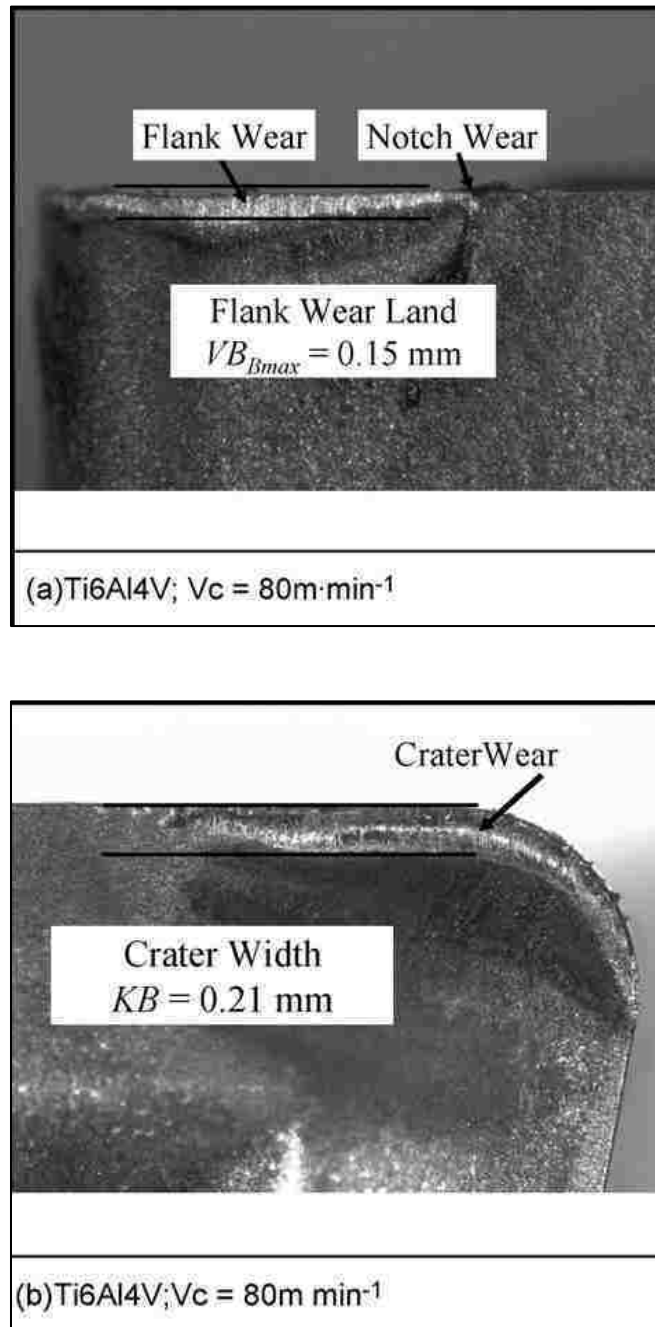 Flank Wear
Notch Wear
Flank Wear Land
VB_Bmax = 0.15 mm
(a)Ti6Al4V; Vc = 80m·min-1
CraterWear
Crater Width
KB = 0.21 mm
(b)Ti6Al4V;Vc = 80m min-1